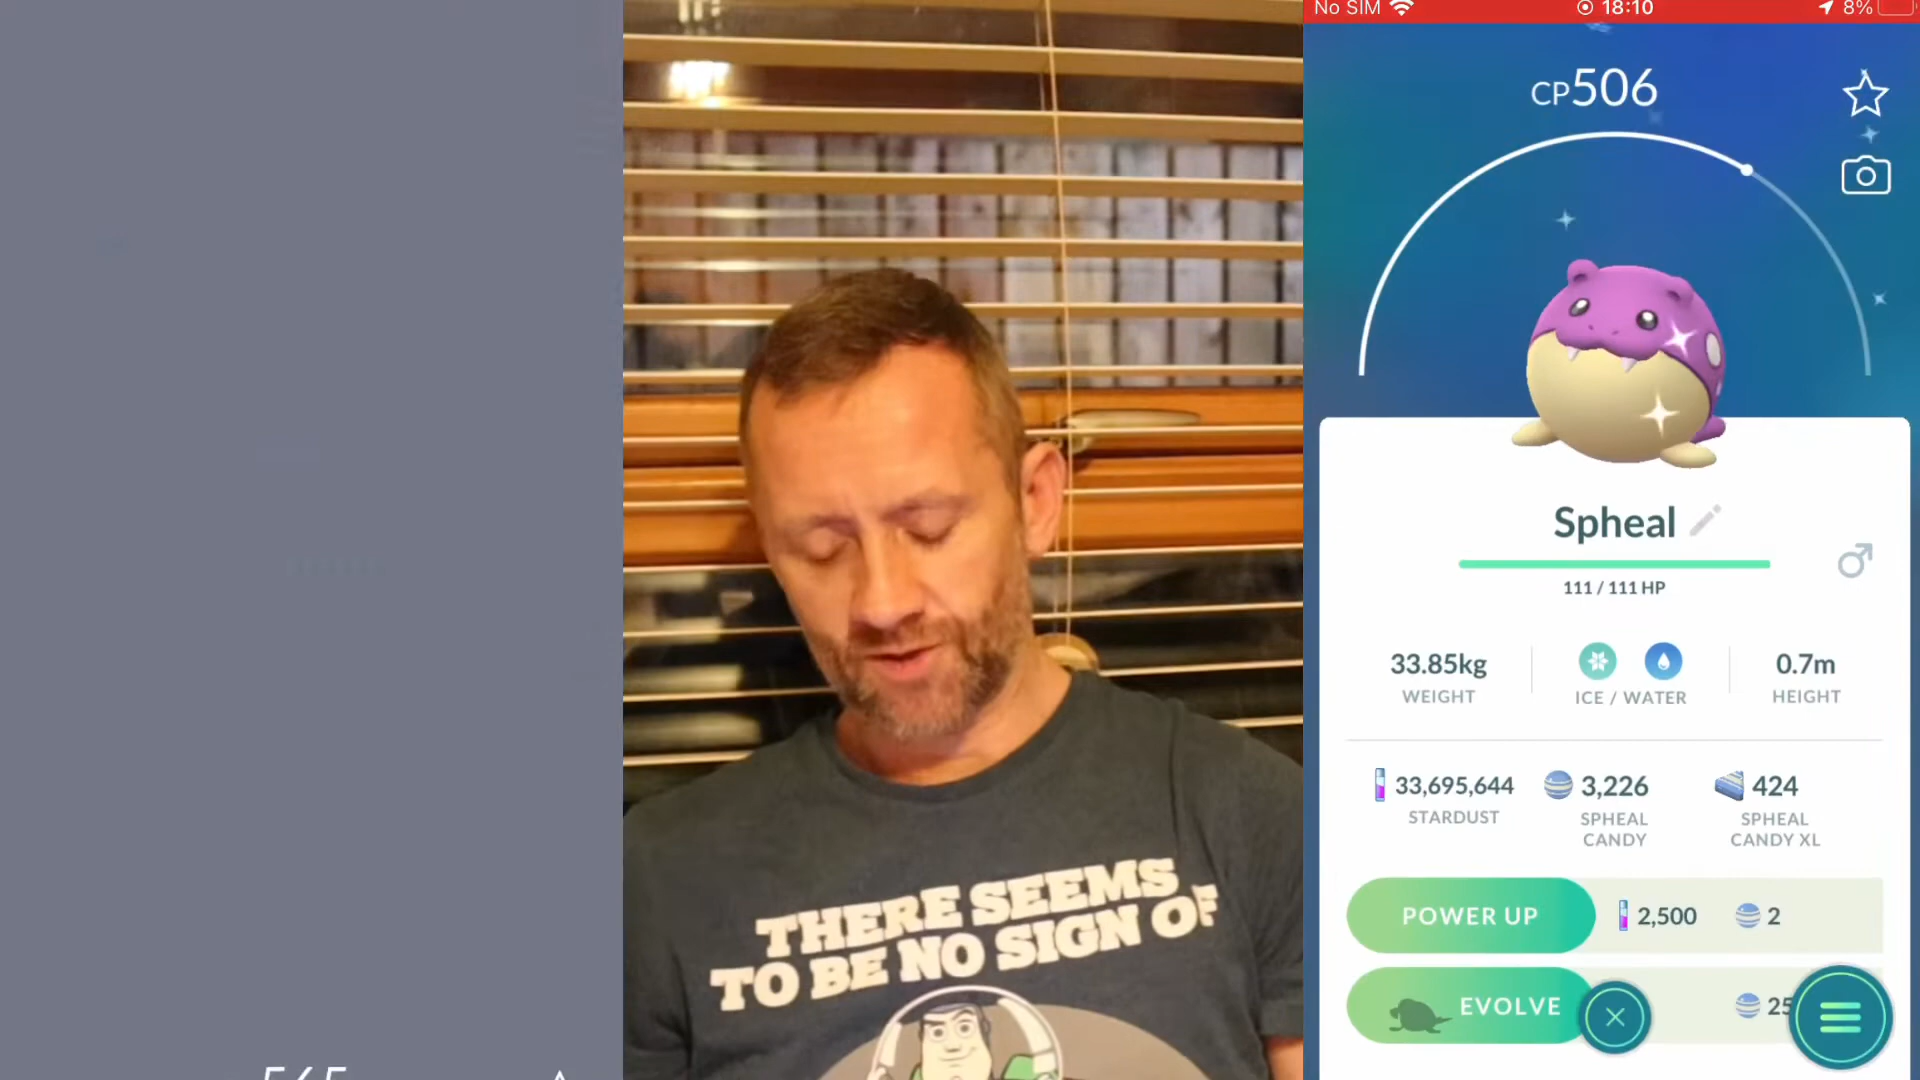 No SIM 18:10 8%
CP506
Spheal
111 / 111 HP
33.85kg
WEIGHT
ICE / WATER
0.7m
HEIGHT
33,695,644
STARDUST
3,226
SPHEAL
CANDY
424
SPHEAL
CANDY XL
POWER UP 2,500 2
EVOLVE 25
THERE SEEMS
TO BE NO SIGN OF